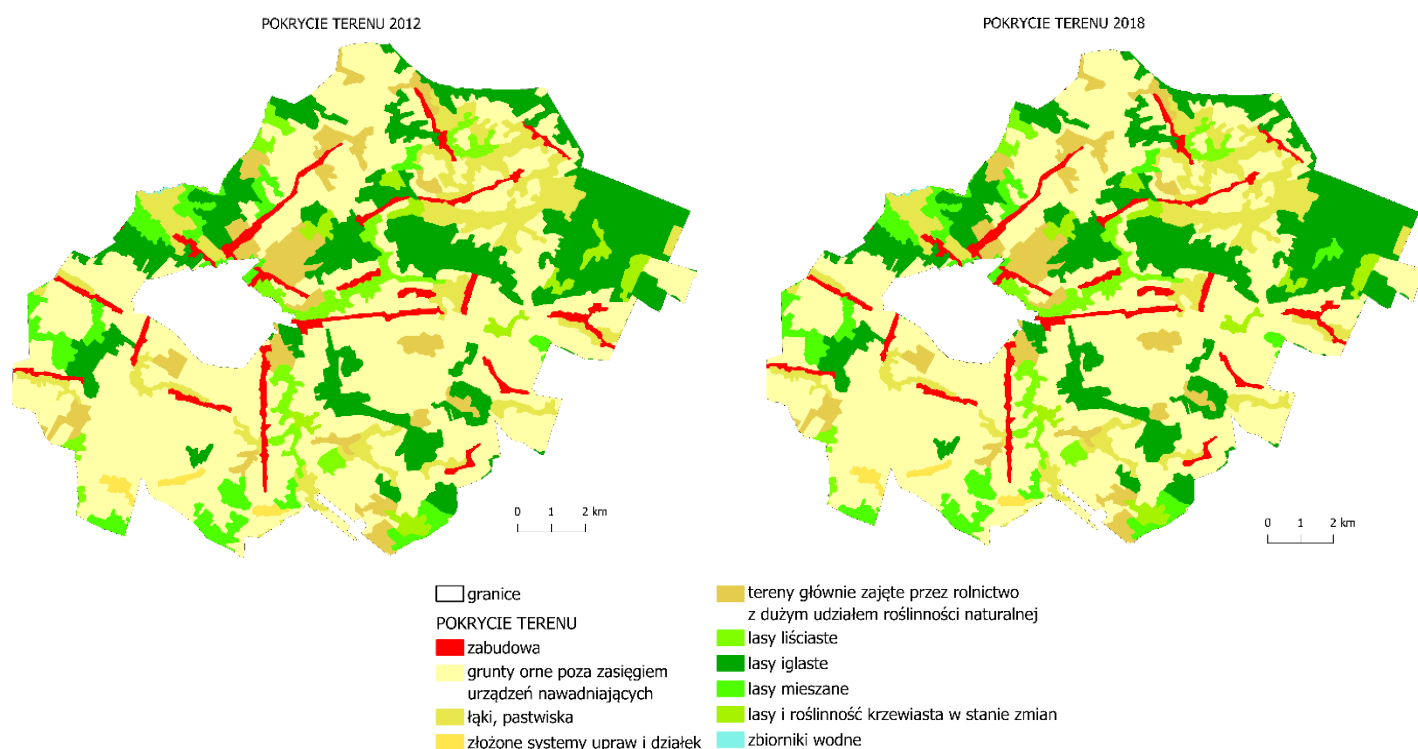 POKRYCIE TERENU 2012
POKRYCIE TERENU 2018
0 1 2 km
0 1 2 km
granice
POKRYCIE TERENU
zabudowa
grunty orne poza zasięgiem
urządzeń nawadniających
łąki, pastwiska
złożone systemy upraw i działek
tereny głównie zajęte przez rolnictwo
z dużym udziałem roślinności naturalnej
lasy liściaste
lasy iglaste
lasy mieszane
lasy i roślinność krzewiasta w stanie zmian
zbiorniki wodne